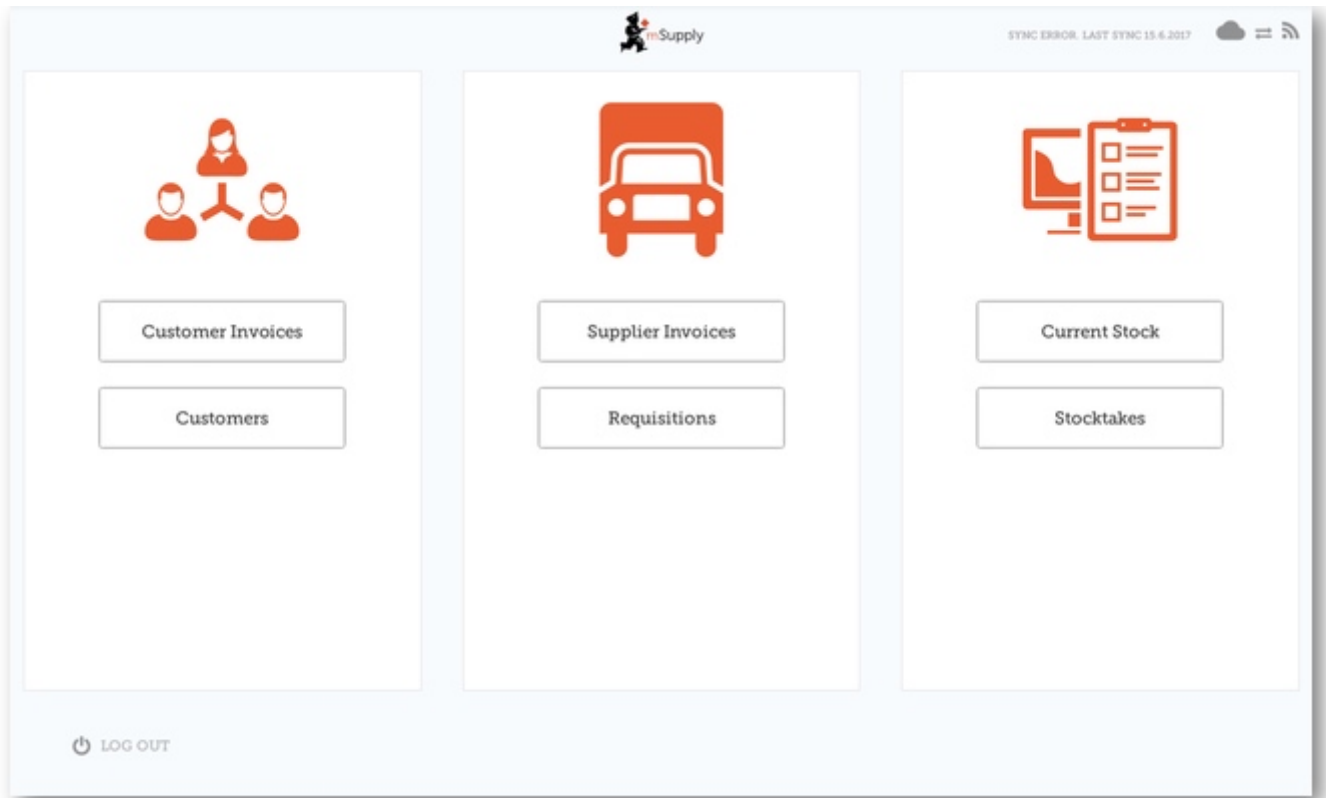 mSupply
SYNC ERROR. LAST SYNC 15.6.2017
Customer Invoices
Customers
Supplier Invoices
Requisitions
Current Stock
Stocktakes
LOG OUT